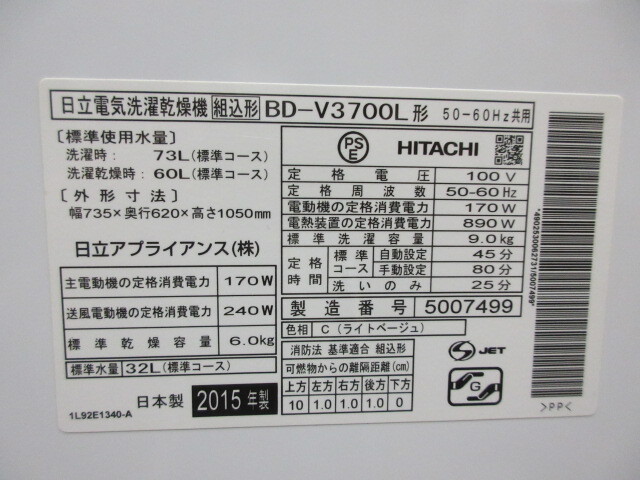 日立電気洗濯乾燥機 組込形 BD-V3700L形 50-60Hz共用
[標準使用水量]
洗濯時： 73L(標準コース)
洗濯乾燥時： 60L(標準コース)
[外形寸法]
幅735×奥行620×高さ1050mm
日立アプライアンス(株)
主電動機の定格消費電力 170W
送風電動機の定格消費電力 240W
標準乾燥容量 6.0kg
標準水量 32L(標準コース)
日本製 2015年製
1L92E1340-A
PS
E
HITACHI
定格電圧 100V
定格周波数 50-60Hz
電動機の定格消費電力 170W
電熱装置の定格消費電力 890W
標準洗濯容量 9.0kg
定格時間 標準コース 自動設定 45分
手動設定 80分
洗いのみ 25分
製造番号 5007499
色相 C(ライトベージュ)
消防法 基準適合 組込形
可燃物からの離隔距離(cm)
上方 左方 右方 後方 下方
10 1.0 1.0 1.0 0
S JET
G
>PP<